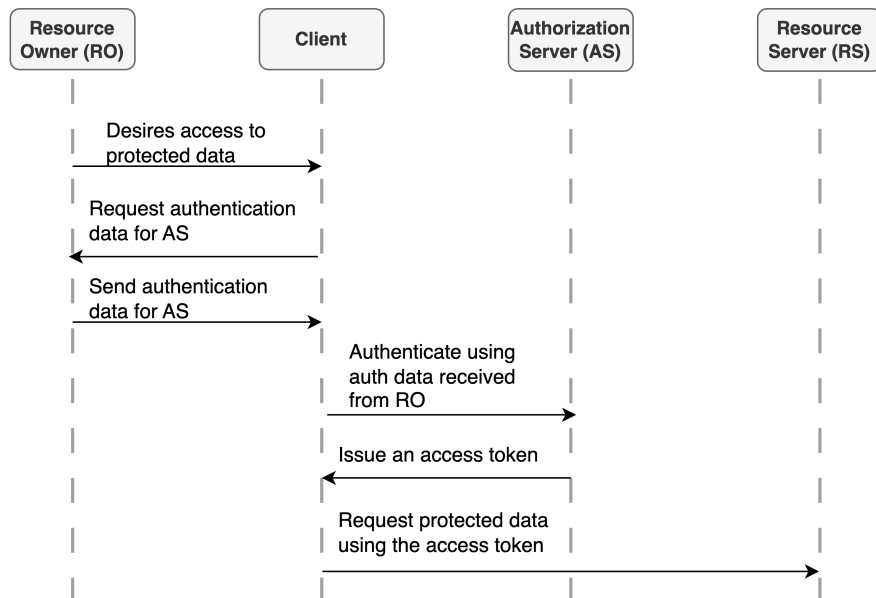 Resource
Owner (RO)
Client
Authorization
Server (AS)
Resource
Server (RS)
Desires access to
protected data
Request authentication
data for AS
Send authentication
data for AS
Authenticate using
auth data received
from RO
Issue an access token
Request protected data
using the access token